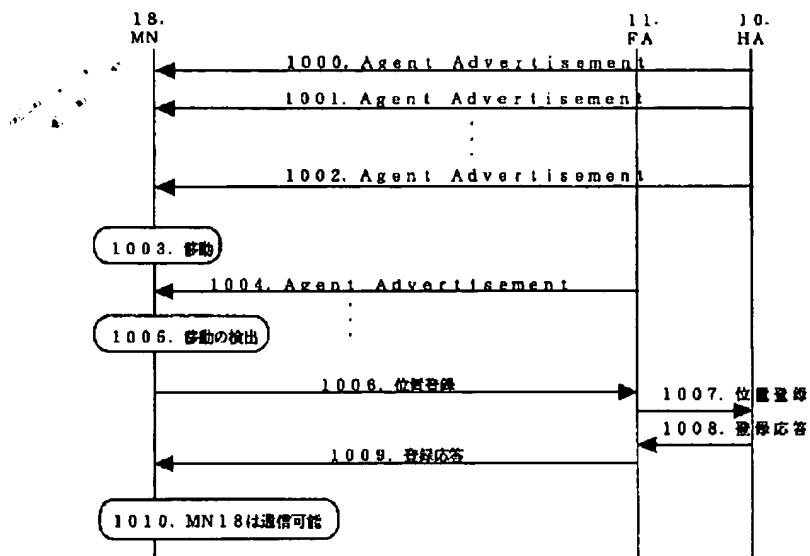 18. 11. 10.
MN FA HA
1000. Agent Advertisement
1001. Agent Advertisement
1002. Agent Advertisement
1003. 移動
1004. Agent Advertisement
1005. 移動の検出
1006. 位置登録
1007. 位置登録
1008. 登録応答
1009. 登録応答
1010. MN18は通信可能